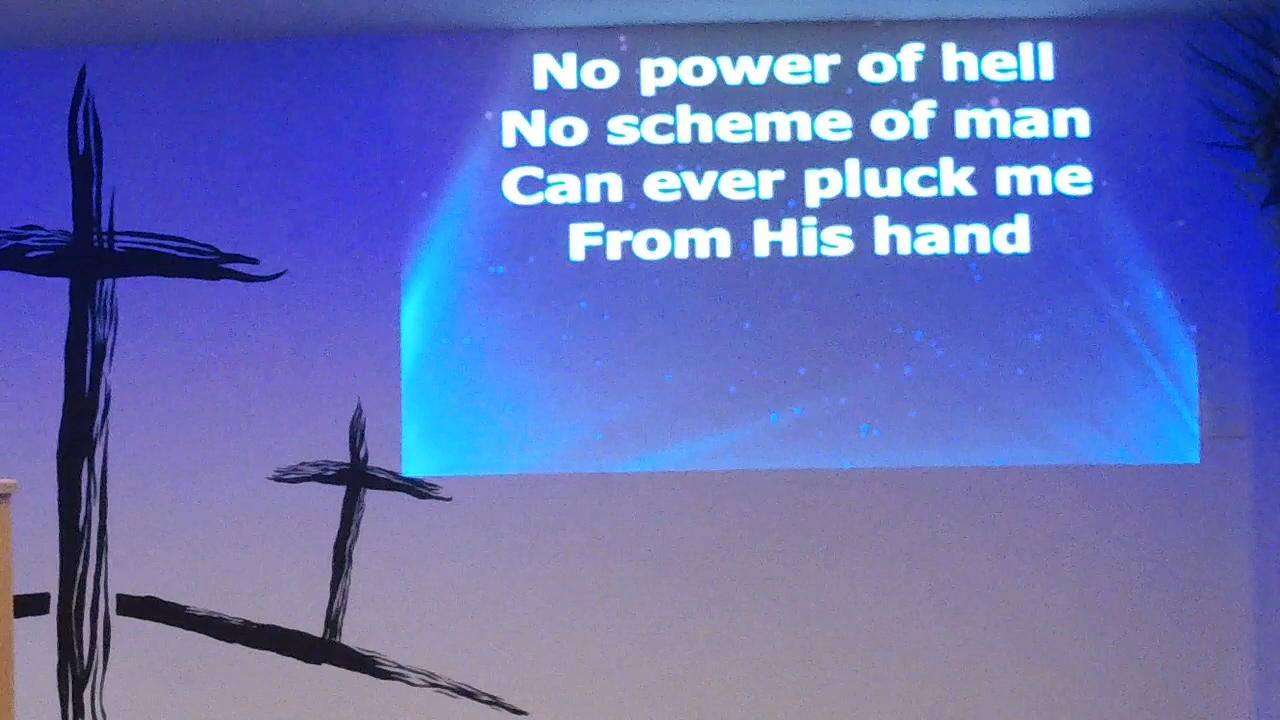 No power of hell
No scheme of man
Can ever pluck me
From His hand